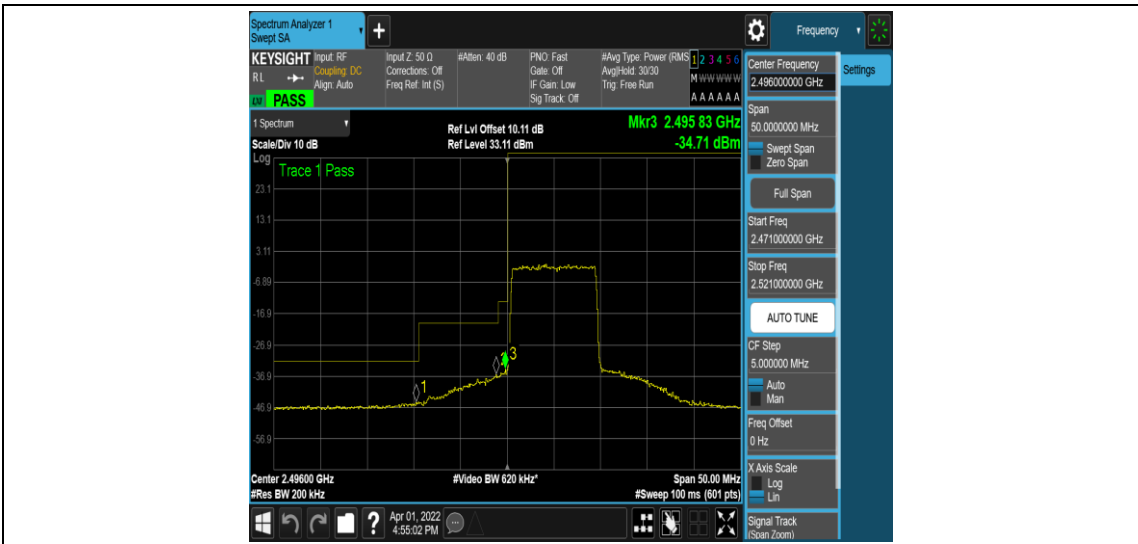 Spectrum Analyzer 1
Swept SA
+
Frequency
KEYSIGHT
Input: RF
Coupling: DC
Align: Auto
Input Z: 50 Ω
Corrections: Off
Freq Ref: Int (S)
#Atten: 40 dB
PNO: Fast
Gate: Off
IF Gain: Low
Sig Track: Off
#Avg Type: Power (RMS
Avg|Hold: 30/30
Trig: Free Run
1 2 3 4 5 6
M W W W W W
A A A A A A
RL
PASS
1 Spectrum
Scale/Div 10 dB
Ref Lvl Offset 10.11 dB
Ref Level 33.11 dBm
Mkr3 2.495 83 GHz
-34.71 dBm
Log
Trace 1 Pass
23.1
13.1
3.11
-6.89
-16.9
-26.9
-36.9
-46.9
-56.9
1
3
Center 2.49600 GHz
#Video BW 620 kHz*
Span 50.00 MHz
#Res BW 200 kHz
#Sweep 100 ms (601 pts)
?
Apr 01, 2022
4:55:02 PM
Settings
Center Frequency
2.496000000 GHz
Span
50.0000000 MHz
Swept Span
Zero Span
Full Span
Start Freq
2.471000000 GHz
Stop Freq
2.521000000 GHz
AUTO TUNE
CF Step
5.000000 MHz
Auto
Man
Freq Offset
0 Hz
X Axis Scale
Log
Lin
Signal Track
(Span Zoom)